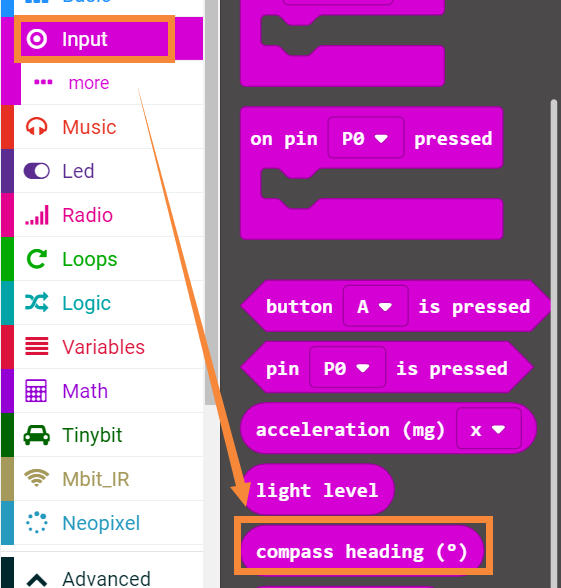 Input
more
Music
Led
Radio
Loops
Logic
Variables
Math
Tinybit
Mbit_IR
Neopixel
Advanced
on pin P0 pressed
button A is pressed
pin P0 is pressed
acceleration (mg) x
light level
compass heading (°)